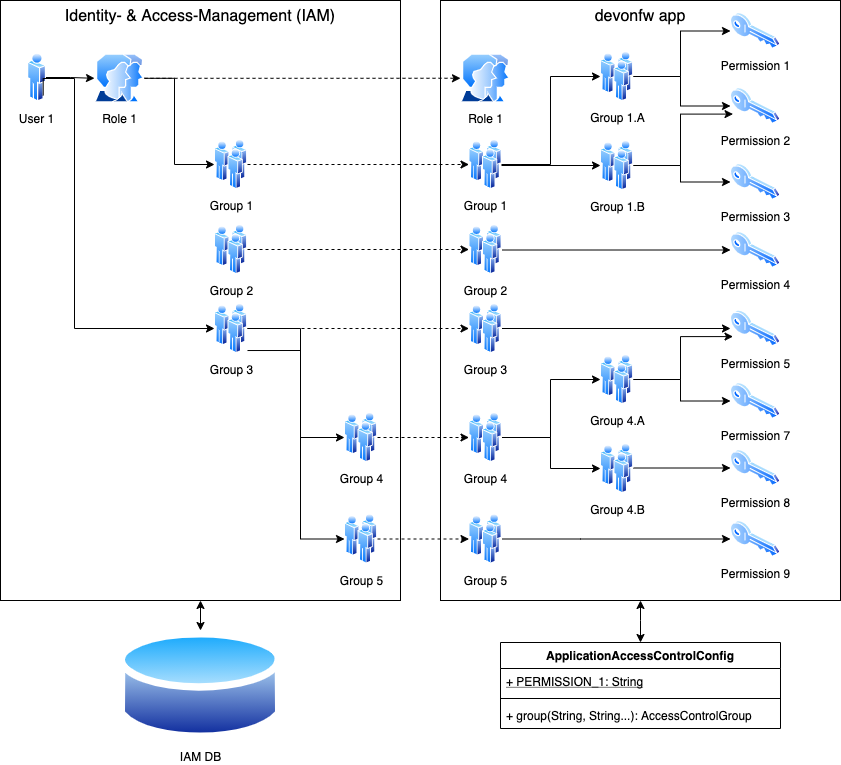 Identity- & Access-Management (IAM)
devonfw app
Permission 1
User 1
Role 1
Role 1
Group 1.A
Permission 2
Group 1
Group 1
Group 1.B
Permission 3
Group 2
Group 2
Permission 4
Group 3
Group 3
Permission 5
Group 4.A
Permission 7
Group 4
Group 4
Group 4.B
Permission 8
Group 5
Group 5
Permission 9
ApplicationAccessControlConfig
+ PERMISSION_1: String
+ group(String, String...): AccessControlGroup
IAM DB